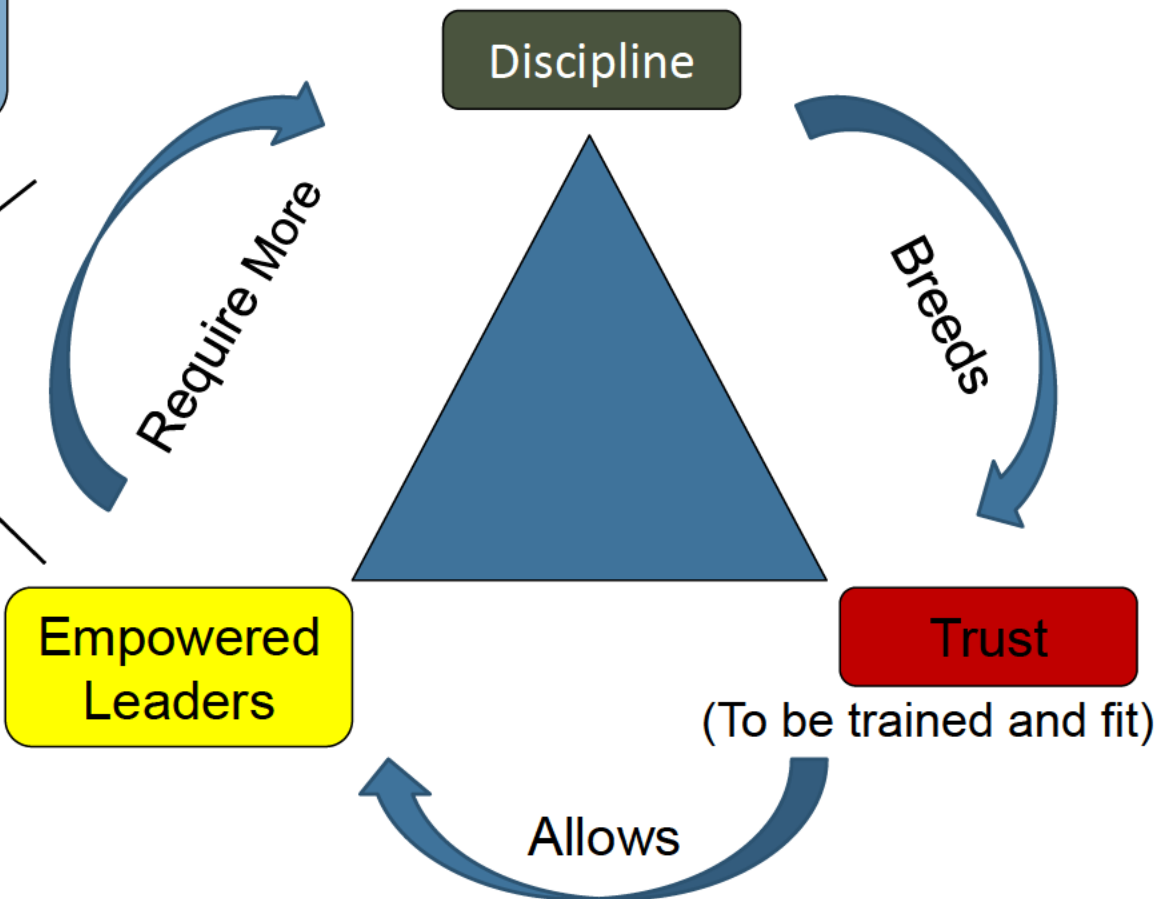 Discipline
Require More
Breeds
Empowered
Leaders
Trust
(To be trained and fit)
Allows